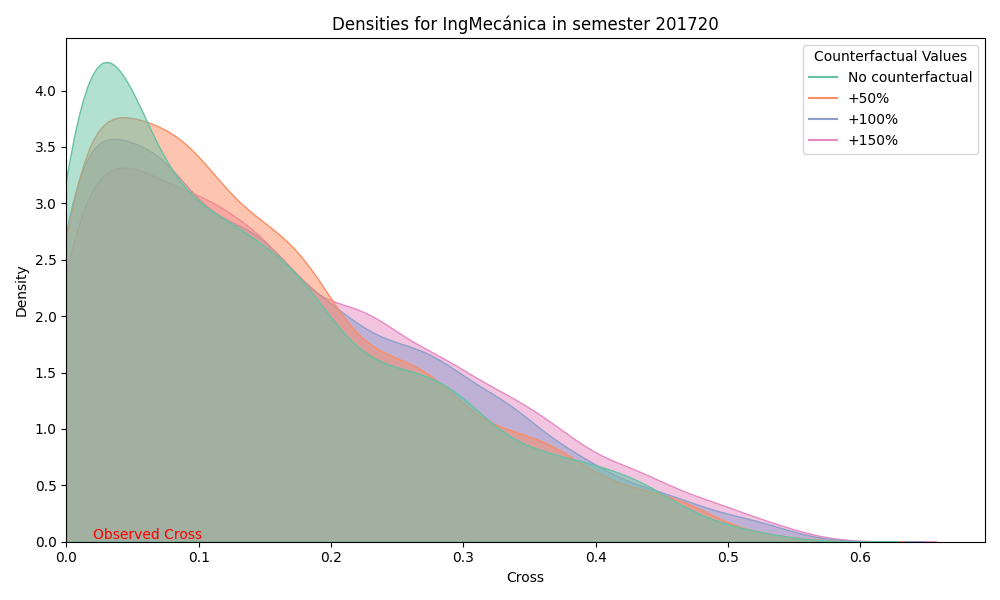 Densities for IngMecánica in semester 201720
Counterfactual Values
No counterfactual
+50%
+100%
+150%
Density
4.0
3.5
3.0
2.5
2.0
1.5
1.0
0.5
0.0
Observed Cross
0.0 0.1 0.2 0.3 0.4 0.5 0.6
Cross